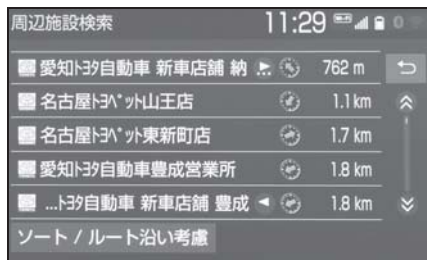 周辺施設検索 11:29
愛知トヨタ自動車 新車店舗 納 762 m
名古屋トヨペット山王店 1.1 km
名古屋トヨペット東新町店 1.7 km
愛知トヨタ自動車豊成営業所 1.8 km
...トヨタ自動車 新車店舗 豊成 1.8 km
ソート / ルート沿い考慮